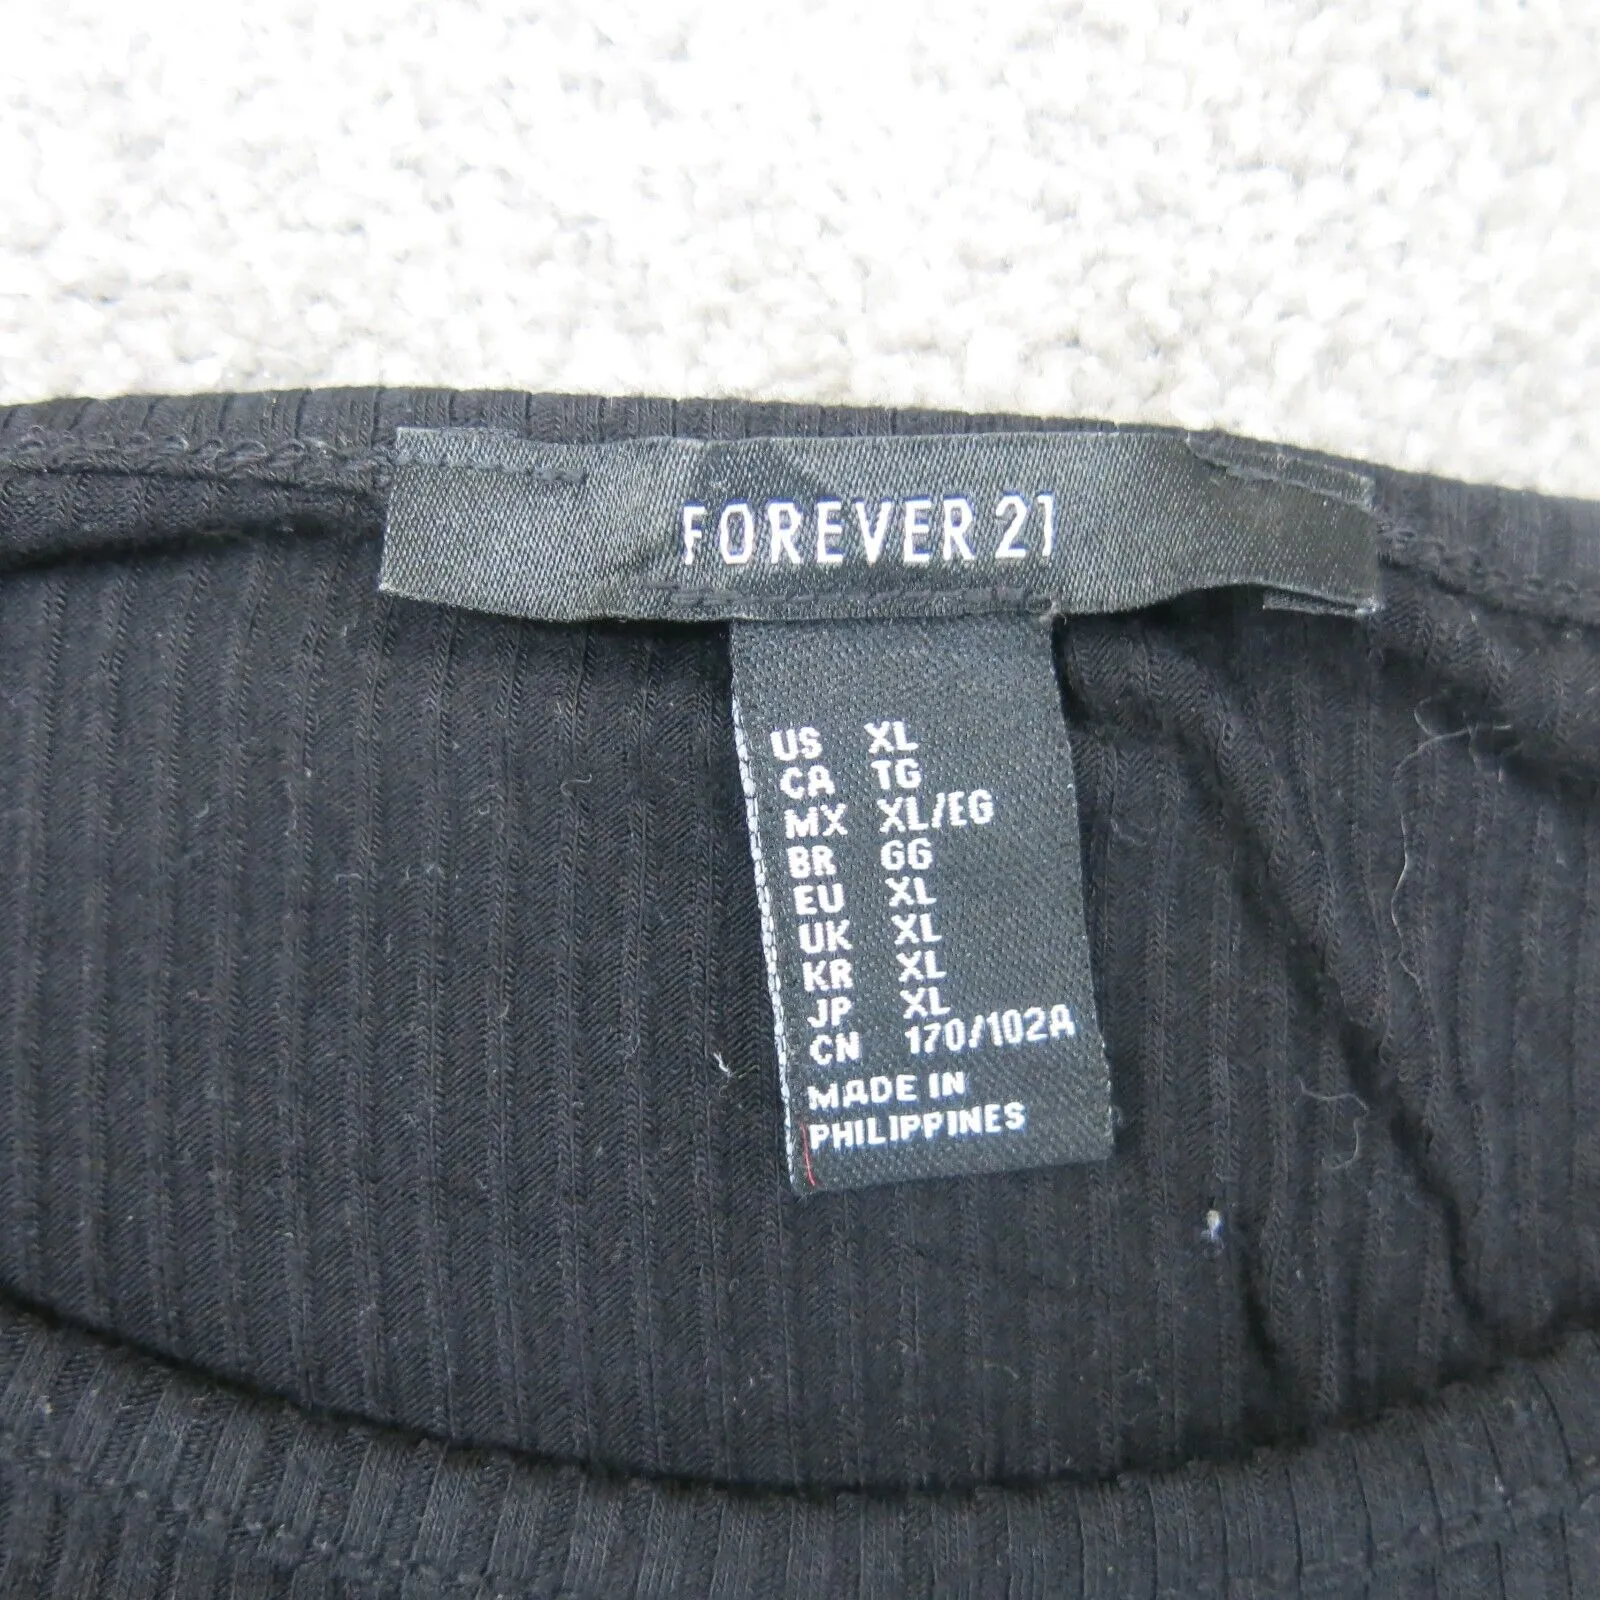 FOREVER 21
US XL
CA TG
MX XL/EG
BR GG
EU XL
UK XL
KR XL
JP XL
CN 170/102A
MADE IN
PHILIPPINES